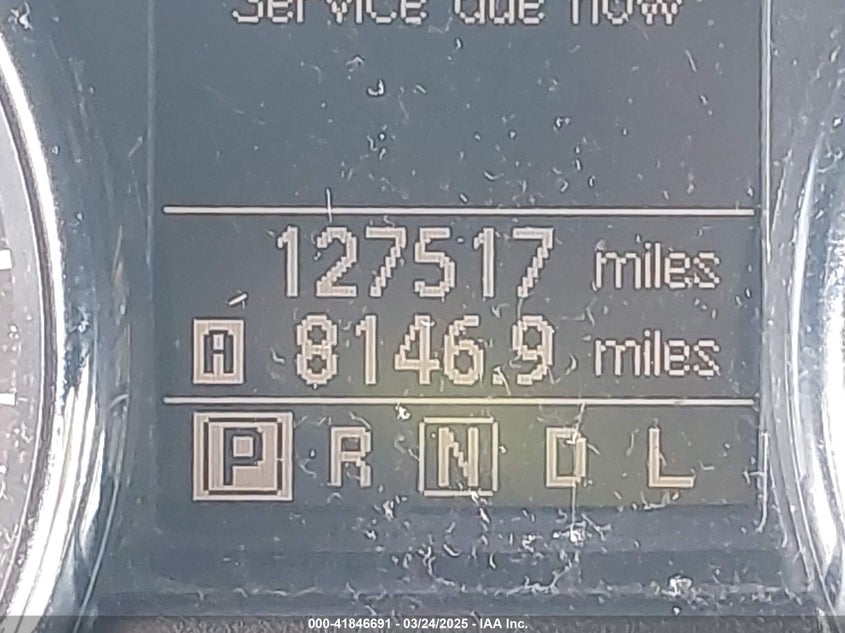 Service due now
127517 miles
A 8146.9 miles
P R N D L
000-41846691 - 03/24/2025 - IAA Inc.